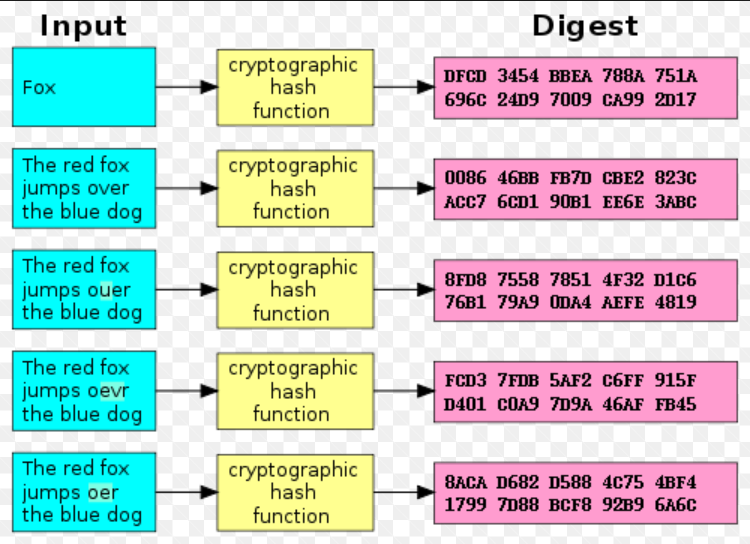 Input Digest
Fox
cryptographic
hash
function
DFCD 3454 BBEA 788A 751A
696C 24D9 7009 CA99 2D17
The red fox
jumps over
the blue dog
cryptographic
hash
function
0086 46BB FB7D CBE2 823C
ACC7 6CD1 90B1 EE6E 3ABC
The red fox
jumps ouer
the blue dog
cryptographic
hash
function
8FD8 7558 7851 4F32 D1C6
76B1 79A9 0DA4 AEFE 4819
The red fox
jumps oevr
the blue dog
cryptographic
hash
function
FCD3 7FDB 5AF2 C6FF 915F
D401 C0A9 7D9A 46AF FB45
The red fox
jumps oer
the blue dog
cryptographic
hash
function
8ACA D682 D588 4C75 4BF4
1799 7D88 BCF8 92B9 6A6C